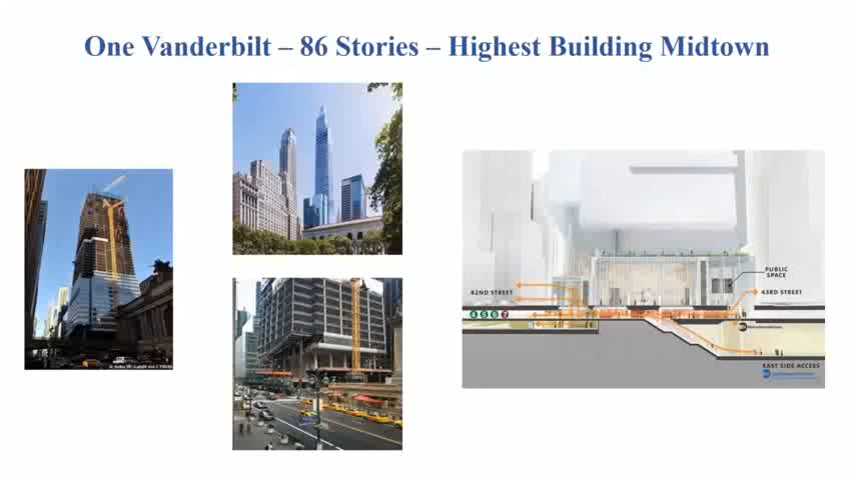 One Vanderbilt – 86 Stories – Highest Building Midtown
PUBLIC
SPACE
42ND STREET
43RD STREET
4 5 6 7
EAST SIDE ACCESS